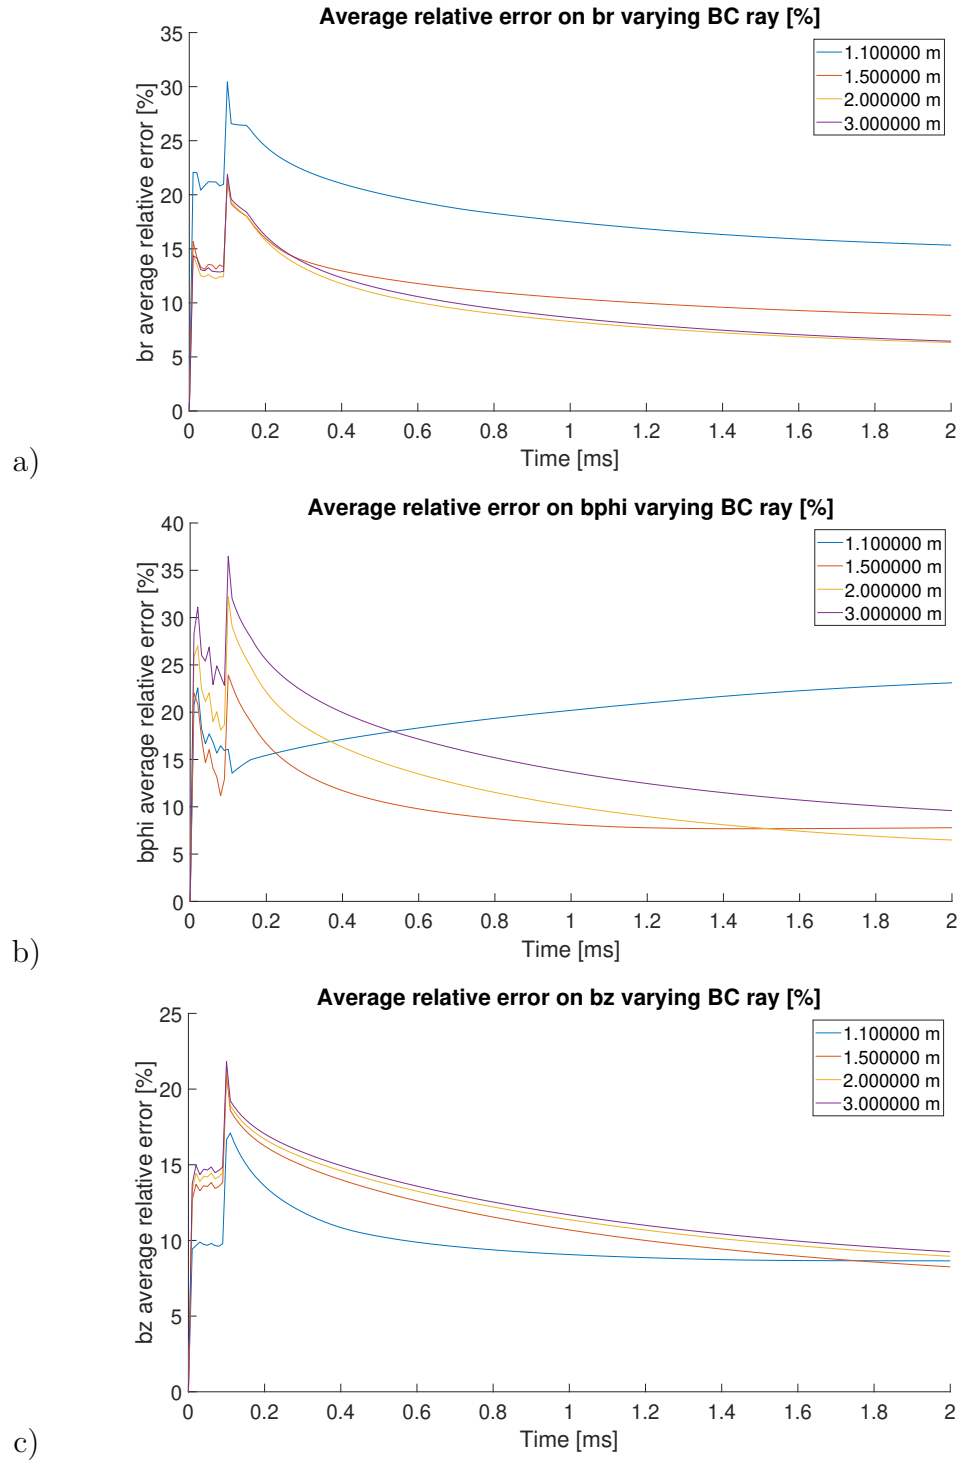 Average relative error on br varying BC ray [%]
br average relative error [%]
35
30
25
20
15
10
5
0
0 0.2 0.4 0.6 0.8 1 1.2 1.4 1.6 1.8 2
Time [ms]
1.100000 m
1.500000 m
2.000000 m
3.000000 m
a)
Average relative error on bphi varying BC ray [%]
bphi average relative error [%]
40
35
30
25
20
15
10
5
0
0 0.2 0.4 0.6 0.8 1 1.2 1.4 1.6 1.8 2
Time [ms]
1.100000 m
1.500000 m
2.000000 m
3.000000 m
b)
Average relative error on bz varying BC ray [%]
bz average relative error [%]
25
20
15
10
5
0
0 0.2 0.4 0.6 0.8 1 1.2 1.4 1.6 1.8 2
Time [ms]
1.100000 m
1.500000 m
2.000000 m
3.000000 m
c)